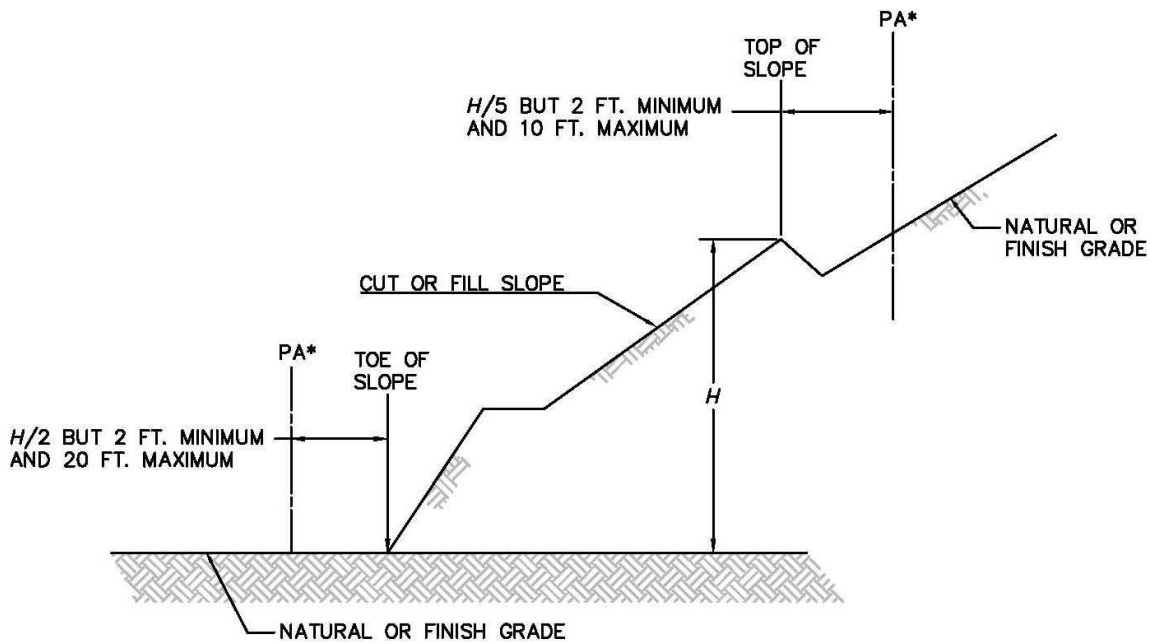 PA*
TOP OF
SLOPE
H/5 BUT 2 FT. MINIMUM
AND 10 FT. MAXIMUM
NATURAL OR
FINISH GRADE
CUT OR FILL SLOPE
PA*
TOE OF
SLOPE
H
H/2 BUT 2 FT. MINIMUM
AND 20 FT. MAXIMUM
NATURAL OR FINISH GRADE